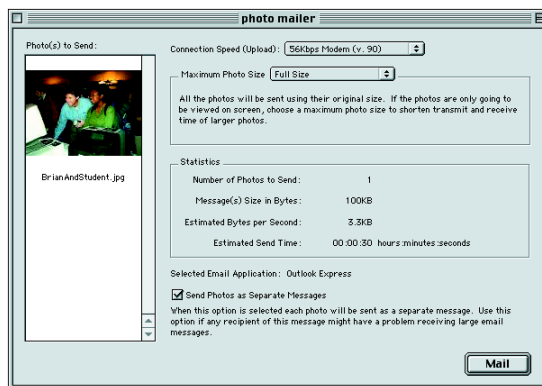 photo mailer
Photo(s) to Send:
BrianAndStudent.jpg
Connection Speed (Upload): 56Kbps Modem (v. 90)
Maximum Photo Size Full Size
All the photos will be sent using their original size. If the photos are only going to
be viewed on screen, choose a maximum photo size to shorten transmit and receive
time of larger photos.
Statistics
Number of Photos to Send: 1
Message(s) Size in Bytes: 100KB
Estimated Bytes per Second: 3.3KB
Estimated Send Time: 00:00:30 hours:minutes:seconds
Selected Email Application: Outlook Express
Send Photos as Separate Messages
When this option is selected each photo will be sent as a separate message. Use this
option if any recipient of this message might have a problem receiving large email
messages.
Mail